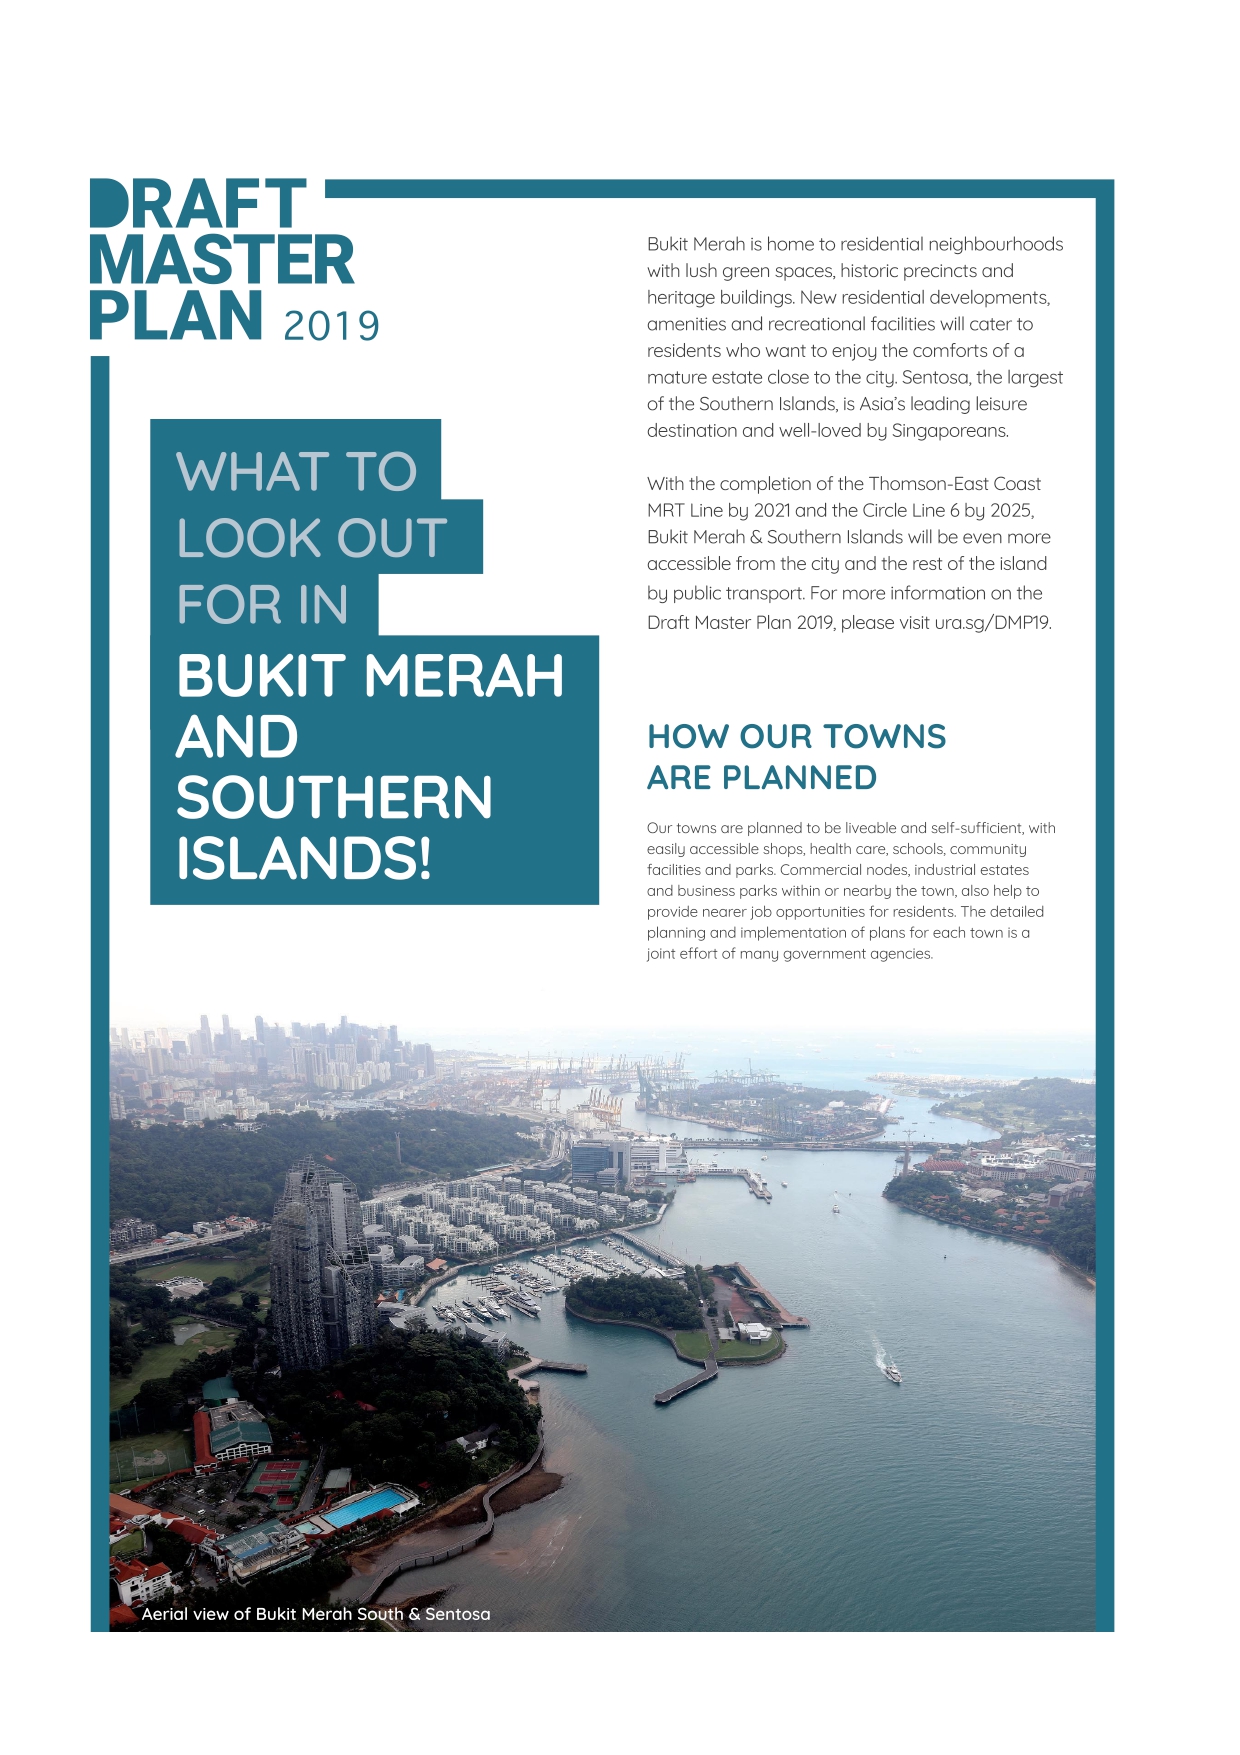 DRAFT
MASTER
PLAN 2019
WHAT TO
LOOK OUT
FOR IN
BUKIT MERAH
AND
SOUTHERN
ISLANDS!
Bukit Merah is home to residential neighbourhoods
with lush green spaces, historic precincts and
heritage buildings. New residential developments,
amenities and recreational facilities will cater to
residents who want to enjoy the comforts of a
mature estate close to the city. Sentosa, the largest
of the Southern Islands, is Asia’s leading leisure
destination and well-loved by Singaporeans.
With the completion of the Thomson-East Coast
MRT Line by 2021 and the Circle Line 6 by 2025,
Bukit Merah & Southern Islands will be even more
accessible from the city and the rest of the island
by public transport. For more information on the
Draft Master Plan 2019, please visit ura.sg/DMP19.
HOW OUR TOWNS
ARE PLANNED
Our towns are planned to be liveable and self-sufficient, with
easily accessible shops, health care, schools, community
facilities and parks. Commercial nodes, industrial estates
and business parks within or nearby the town, also help to
provide nearer job opportunities for residents. The detailed
planning and implementation of plans for each town is a
joint effort of many government agencies.
Aerial view of Bukit Merah South & Sentosa